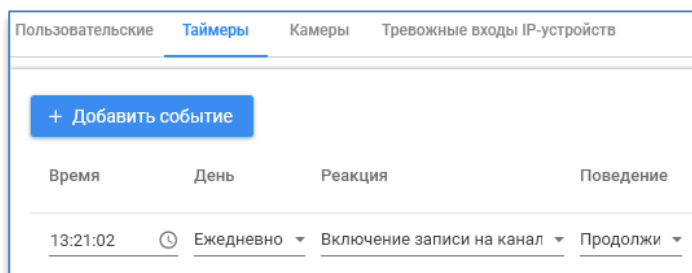 Пользовательские Таймеры Камеры Тревожные входы IP-устройств
+ Добавить событие
Время День Реакция Поведение
13:21:02 Ежедневно Включение записи на канал Продолжи